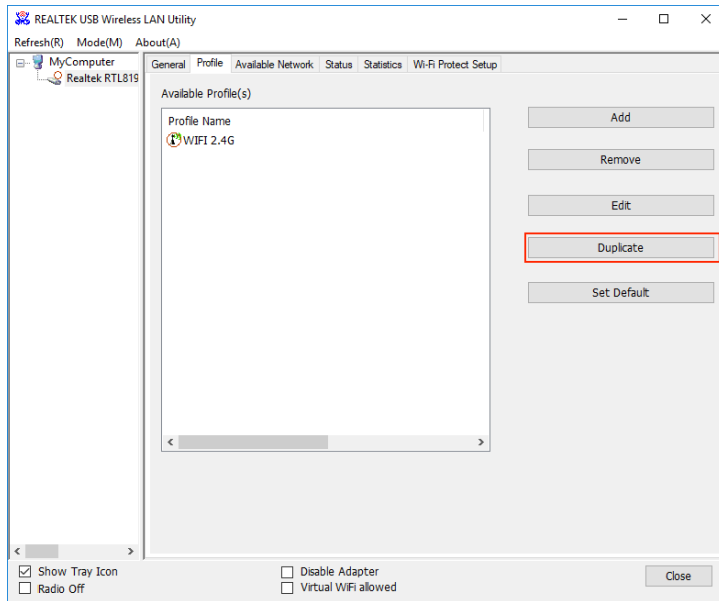 REALTEK USB Wireless LAN Utility
Refresh(R) Mode(M) About(A)
MyComputer
Realtek RTL819
General Profile Available Network Status Statistics Wi-Fi Protect Setup
Available Profile(s)
Profile Name
WIFI 2.4G
Add
Remove
Edit
Duplicate
Set Default
Show Tray Icon
Radio Off
Disable Adapter
Virtual WiFi allowed
Close